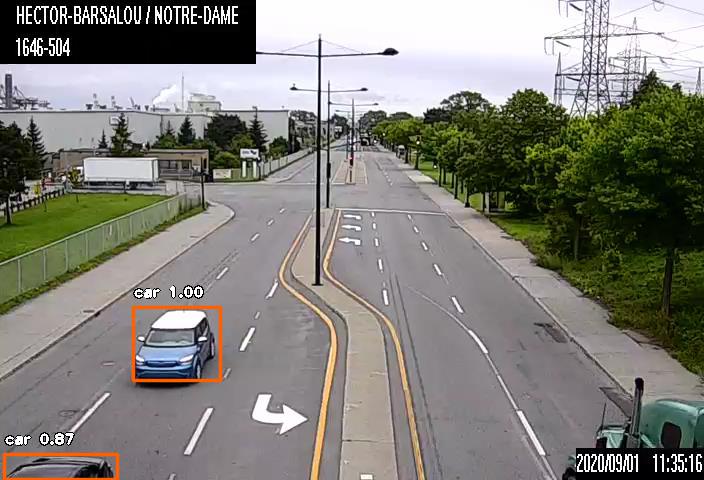 HECTOR-BARSALOU / NOTRE-DAME
1646-504
car 1.00
car 0.87
2020/09/01 11:35:16